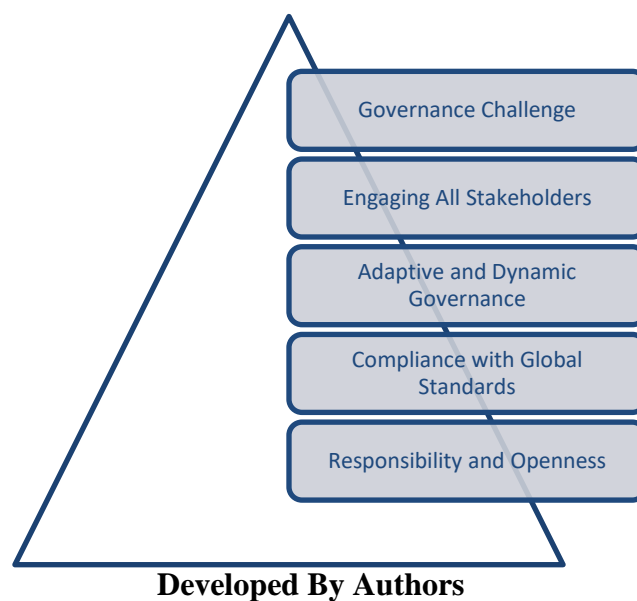 Governance Challenge
Engaging All Stakeholders
Adaptive and Dynamic
Governance
Compliance with Global
Standards
Responsibility and Openness
Developed By Authors